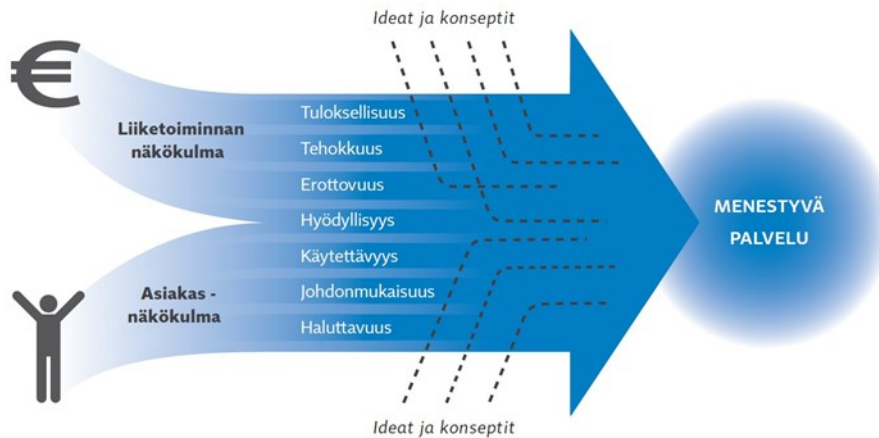 Ideat ja konseptit
€
Liiketoiminnan
näkökulma
Tuloksellisuus
Tehokkuus
Erottovuus
Hyödyllisyys
Käytettävyys
Johdonmukaisuus
Haluttavuus
Asiakas -
näkökulma
MENESTYVÄ
PALVELU
Ideat ja konseptit